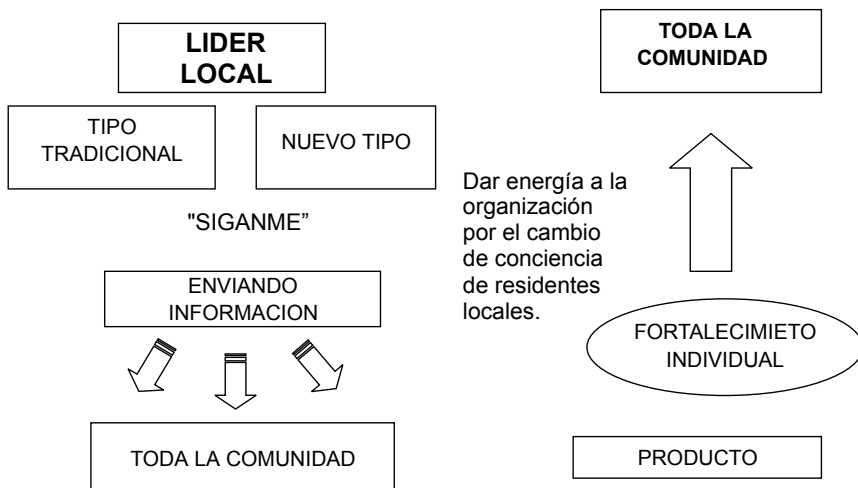 LIDER
LOCAL
TIPO
TRADICIONAL
NUEVO TIPO
"SIGANME”
ENVIANDO
INFORMACION
TODA LA COMUNIDAD
TODA LA
COMUNIDAD
Dar energía a la
organización
por el cambio
de conciencia
de residentes
locales.
FORTALECIMIETO
INDIVIDUAL
PRODUCTO